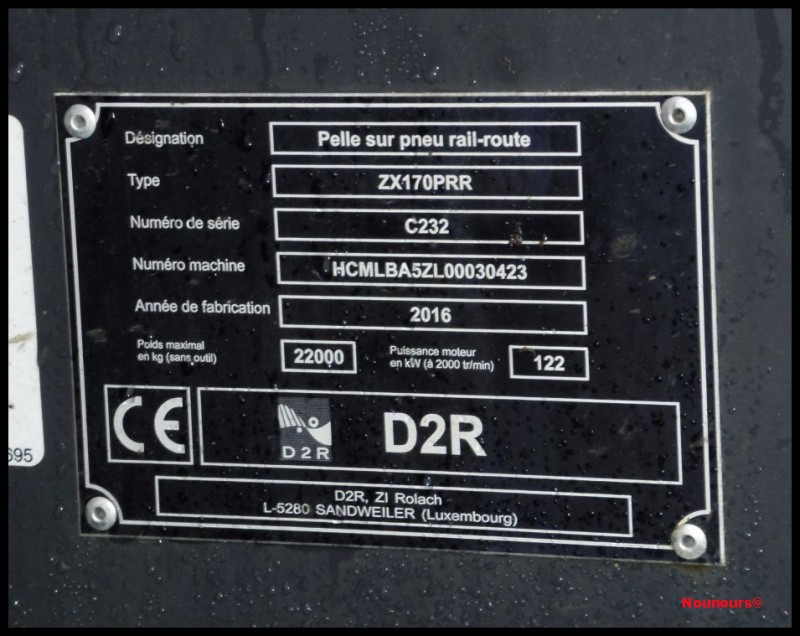 Désignation Pelle sur pneu rail-route
Type ZX170PRR
Numéro de série C232
Numéro machine HCMLBA5ZL00030423
Année de fabrication 2016
Poids maximal
en kg (sans outil) 22000
Puissance moteur
en kW (à 2000 tr/min) 122
CE
D2R
D2R
D2R, ZI Rolach
L-5280 SANDWEILER (Luxembourg)
695
Nounours®